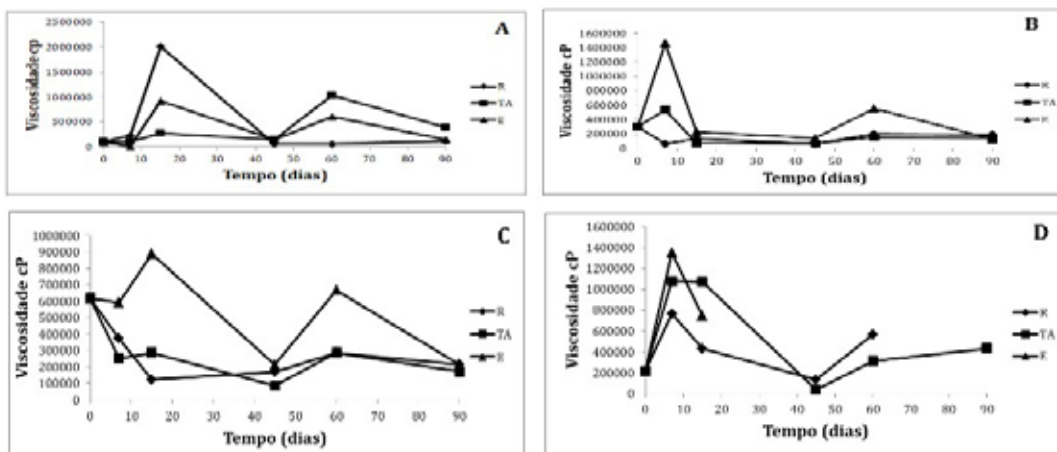 A
Viscosidade cp
2500000
2000000
1500000
1000000
500000
0
0 10 20 30 40 50 60 70 80 90
Tempo (dias)
R
TA
E
B
Viscosidade cP
1600000
1400000
1200000
1000000
800000
600000
400000
200000
0
0 10 20 30 40 50 60 70 80 90
Tempo (dias)
R
TA
E
C
Viscosidade cP
1000000
900000
800000
700000
600000
500000
400000
300000
200000
100000
0
0 10 20 30 40 50 60 70 80 90
Tempo (dias)
R
TA
E
D
Viscosidade cP
1600000
1400000
1200000
1000000
800000
600000
400000
200000
0
0 10 20 30 40 50 60 70 80 90
Tempo (dias)
R
TA
E